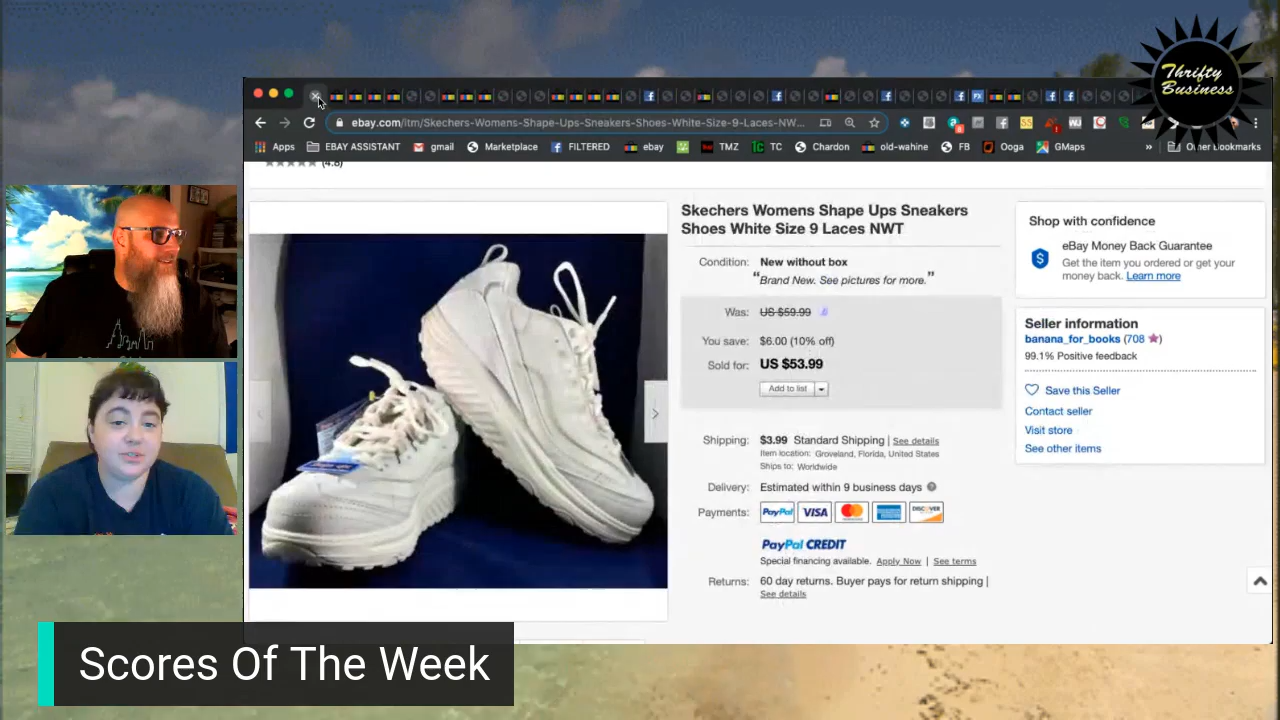 Thrifty
Business
ebay.com/itm/Skechers-Womens-Shape-Ups-Sneakers-Shoes-White-Size-9-Laces-NW...
Apps
EBAY ASSISTANT
gmail
Marketplace
FILTERED
ebay
TMZ
TC
Chardon
old-wahine
FB
Ooga
GMaps
»
Other Bookmarks
(4.8)
Skechers Womens Shape Ups Sneakers
Shoes White Size 9 Laces NWT
Condition: New without box
“Brand New. See pictures for more.”
Was: US $59.99
You save: $6.00 (10% off)
Sold for: US $53.99
Add to list
Shipping: $3.99 Standard Shipping | See details
Item location: Groveland, Florida, United States
Ships to: Worldwide
Delivery: Estimated within 9 business days
Payments: PayPal VISA
PayPal CREDIT
Special financing available. Apply Now | See terms
Returns: 60 day returns. Buyer pays for return shipping |
See details
Shop with confidence
eBay Money Back Guarantee
Get the item you ordered or get your
money back. Learn more
Seller information
banana_for_books (708)
99.1% Positive feedback
Save this Seller
Contact seller
Visit store
See other items
Scores Of The Week